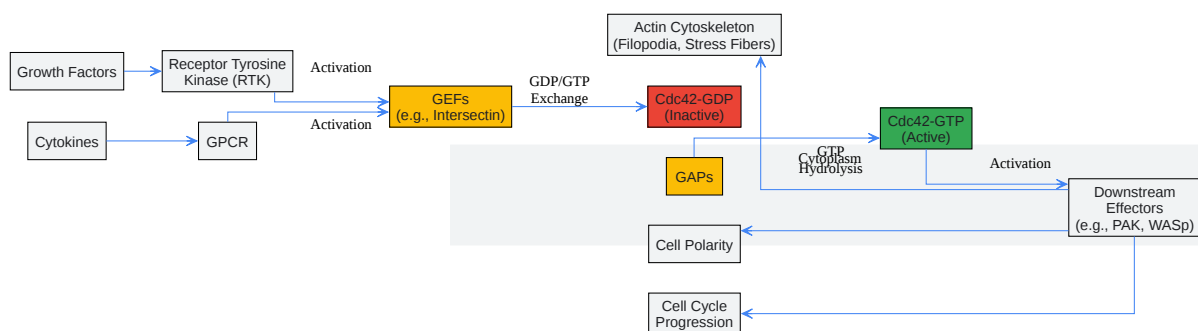 Actin Cytoskeleton
(Filopodia, Stress Fibers)
Growth Factors
Receptor Tyrosine
Kinase (RTK)
Activation
GEFs
(e.g., Intersectin)
GDP/GTP
Exchange
Cdc42-GDP
(Inactive)
Cdc42-GTP
(Active)
Cytokines
GPCR
Activation
GAPs
GTP
Hydrolysis
Cytoplasm
Activation
Downstream
Effectors
(e.g., PAK, WASp)
Cell Polarity
Cell Cycle
Progression